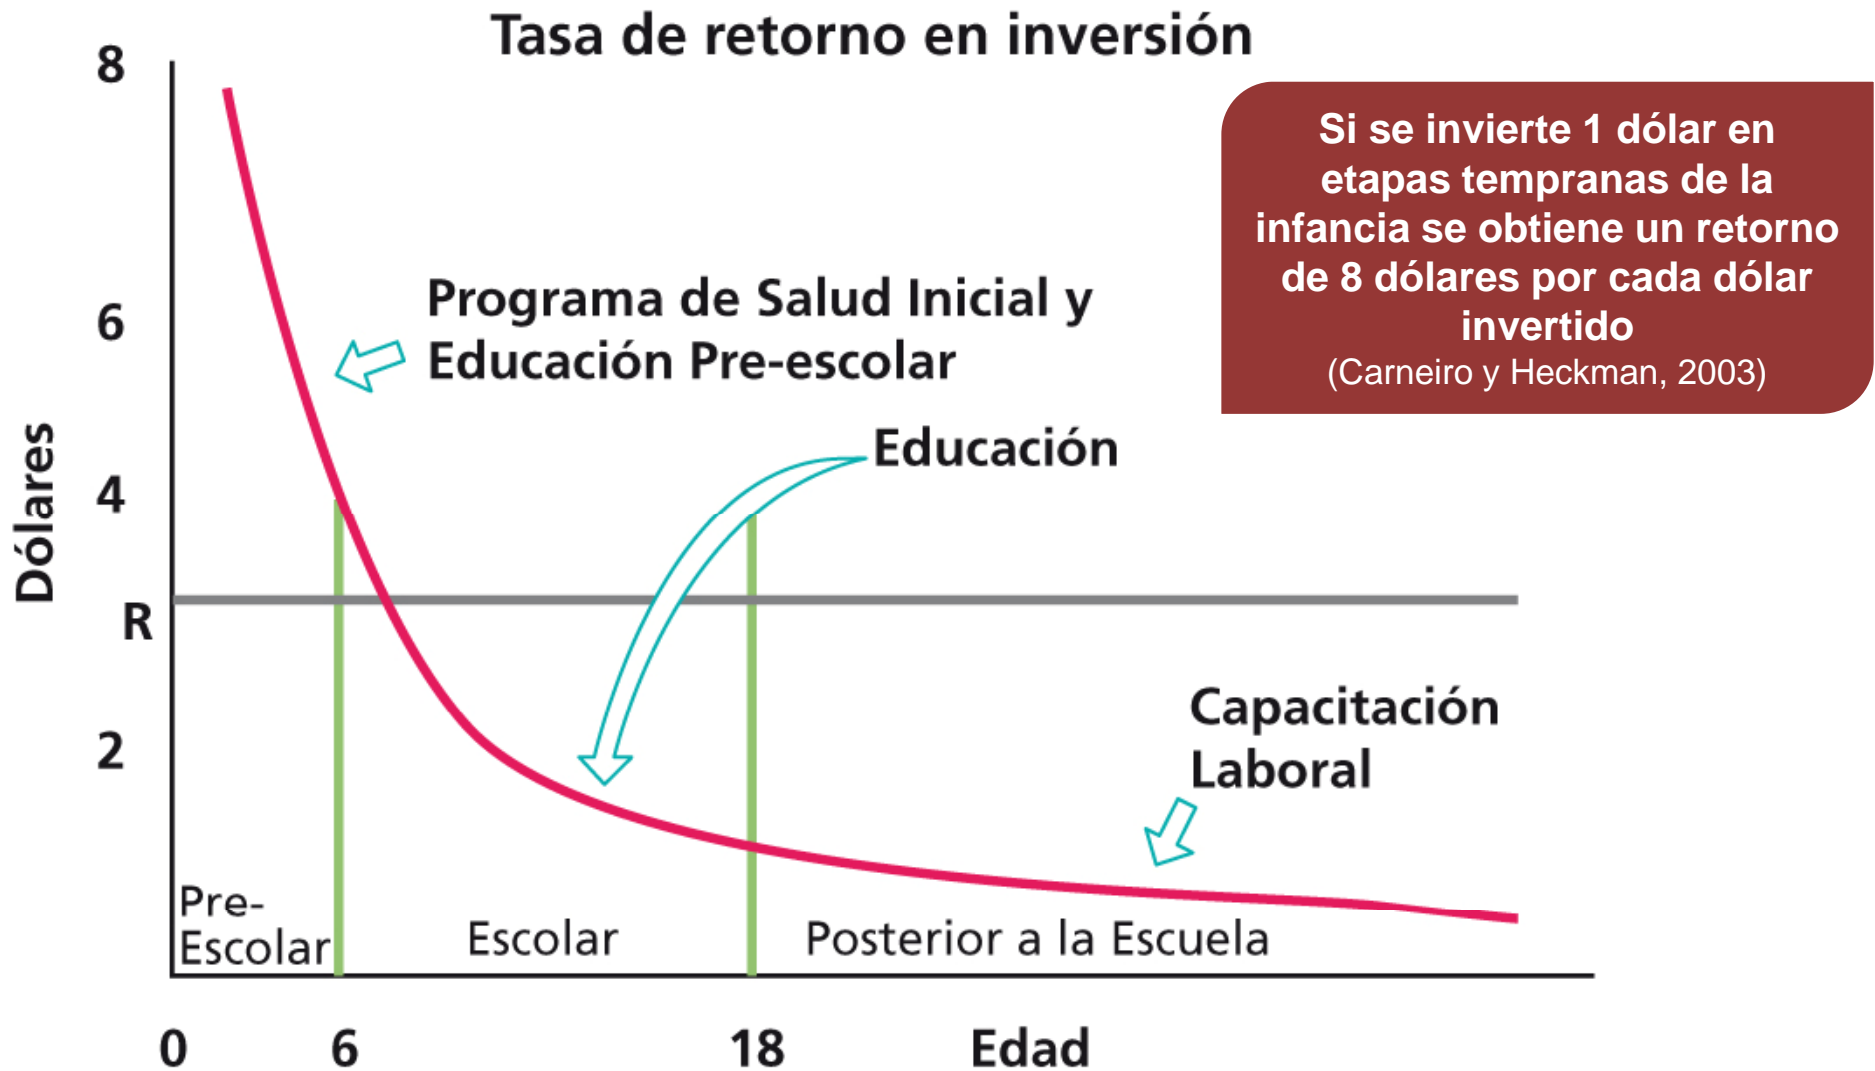 Tasa de retorno en inversión
8
Si se invierte 1 dólar en
etapas tempranas de la
infancia se obtiene un retorno
de 8 dólares por cada dólar
invertido
(Carneiro y Heckman, 2003)
Programa de Salud Inicial y
Educación Pre-escolar
6
Educación
4
Dólares
R
Capacitación
Laboral
2
Pre-
Escolar
Escolar
Posterior a la Escuela
0
6
18
Edad